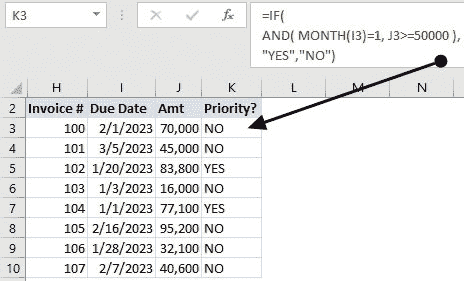 K3 fx =IF(
AND( MONTH(I3)=1, J3>=50000 ),
"YES","NO")
H I J K L M N
2 Invoice # Due Date Amt Priority?
3 100 2/1/2023 70,000 NO
4 101 3/5/2023 45,000 NO
5 102 1/20/2023 83,800 YES
6 103 1/3/2023 16,000 NO
7 104 1/1/2023 77,100 YES
8 105 2/16/2023 95,200 NO
9 106 1/28/2023 32,100 NO
10 107 2/7/2023 40,600 NO